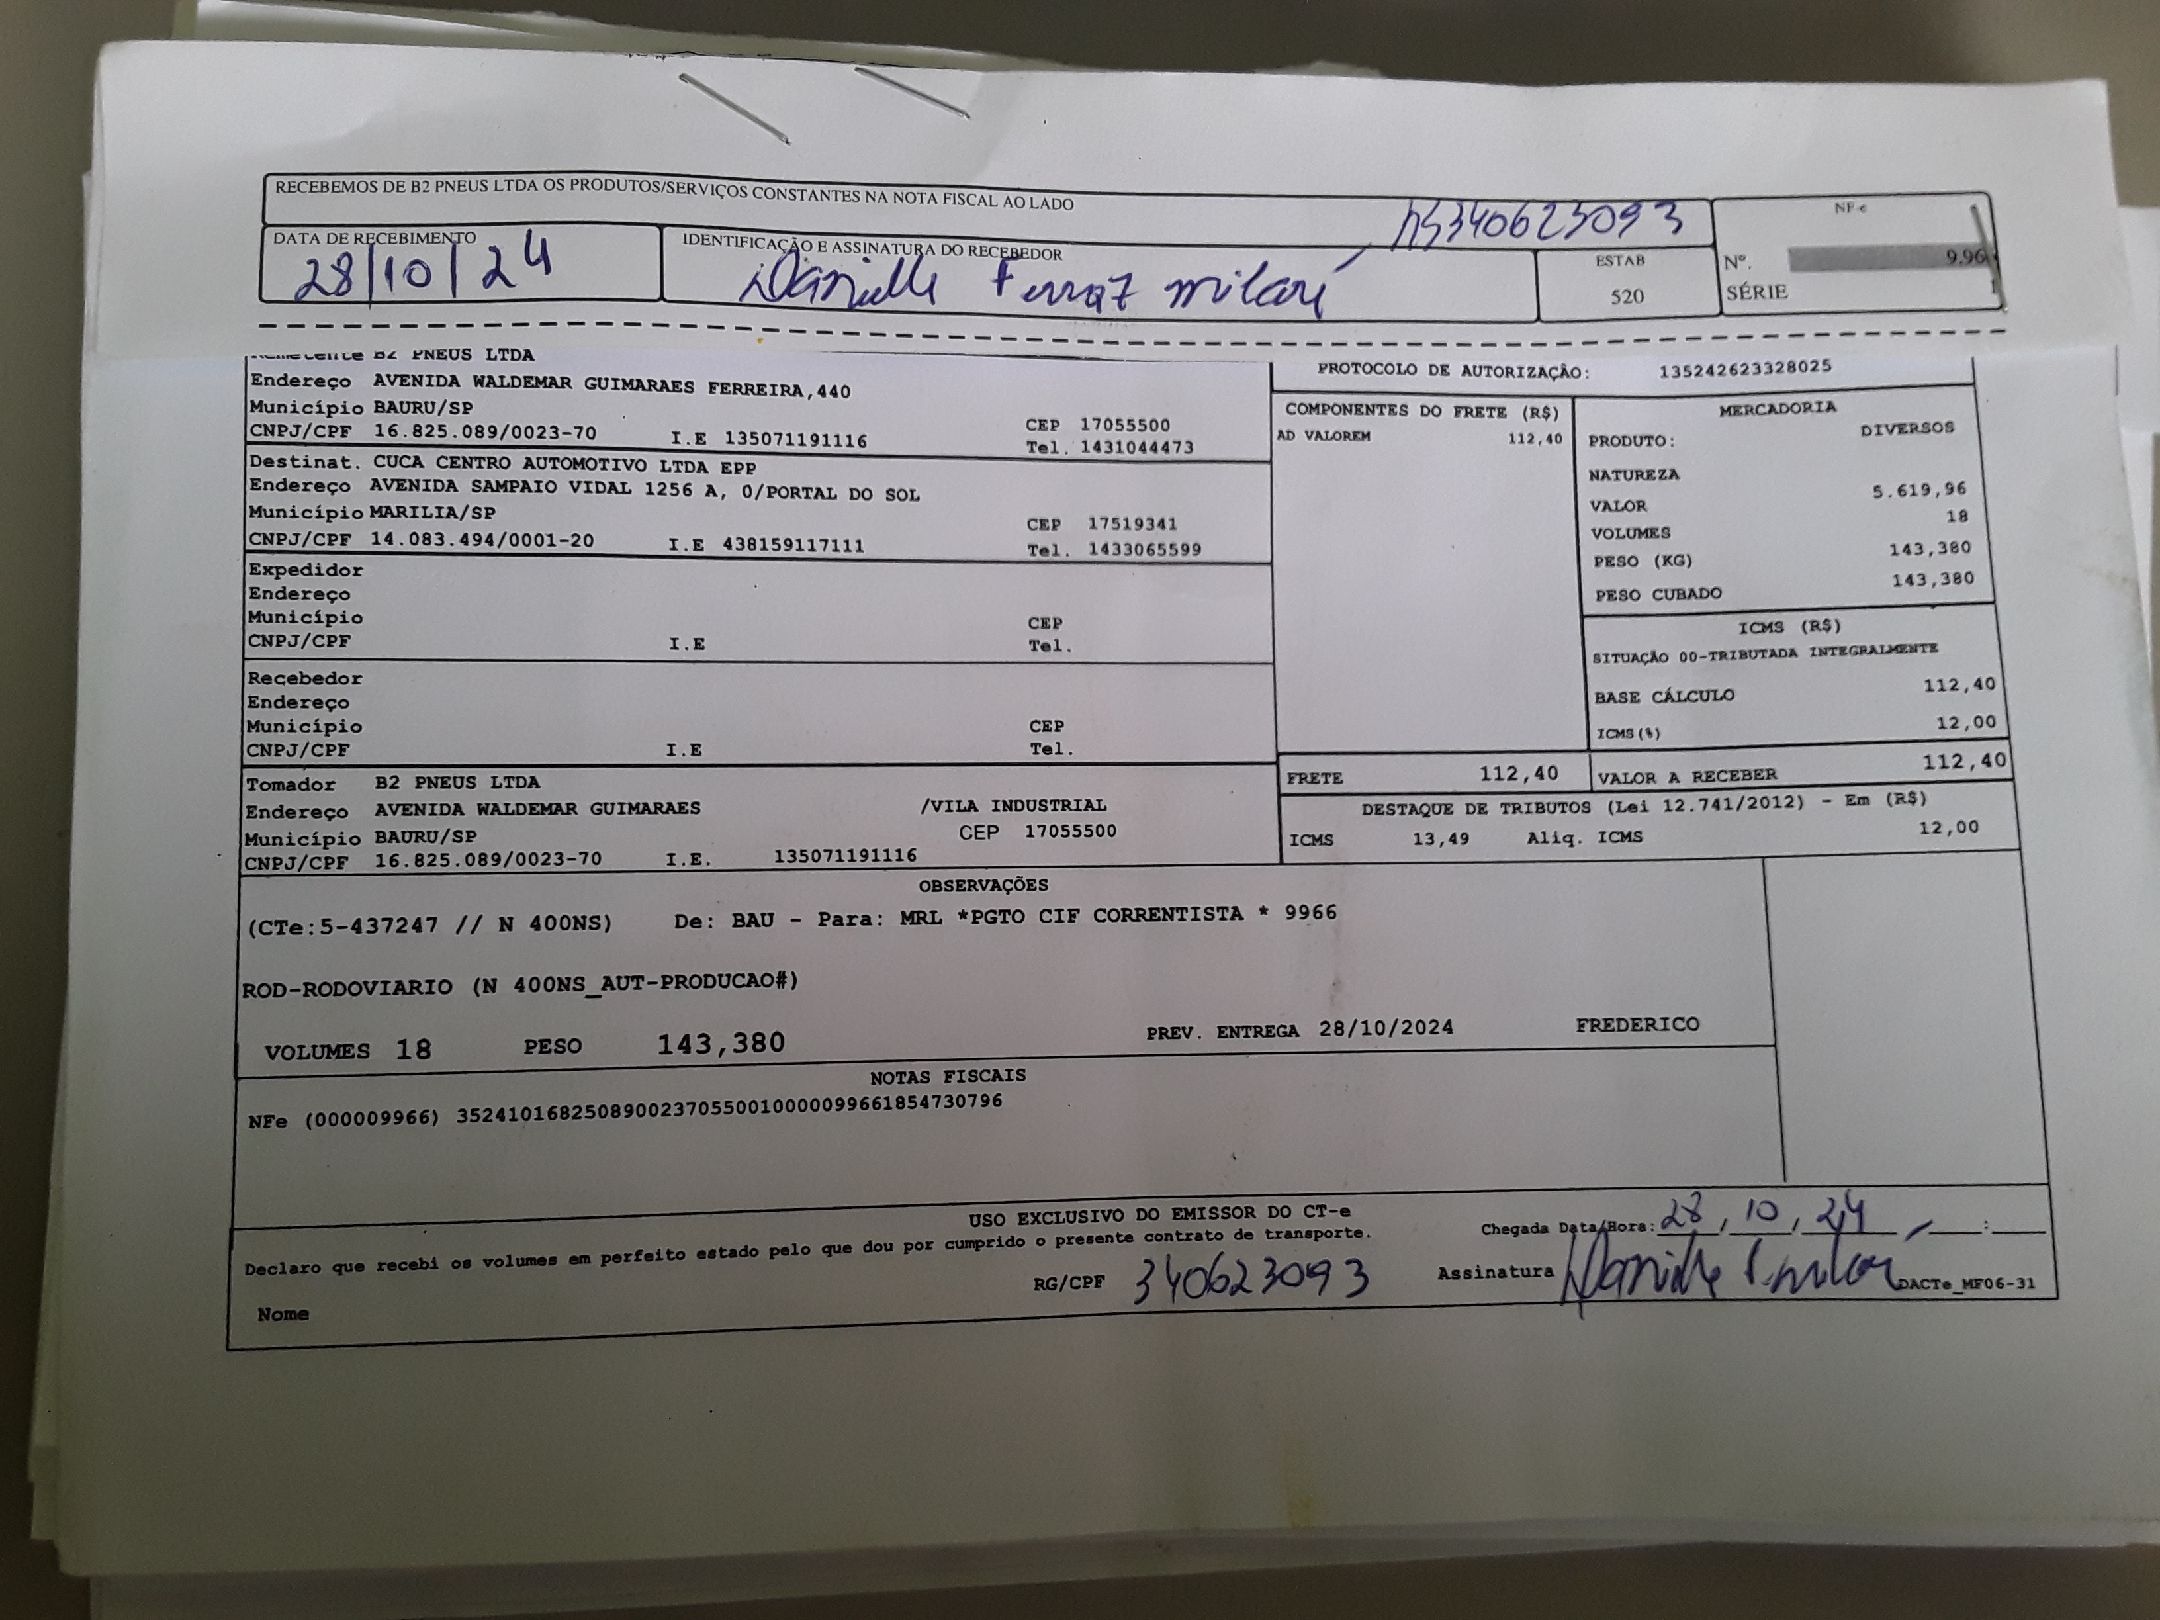 RECEBEMOS DE B2 PNEUS LTDA OS PRODUTOS/SERVIÇOS CONSTANTES NA NOTA FISCAL AO LADO
340623093
NF-e
DATA DE RECEBIMENTO
28/10/24
IDENTIFICAÇÃO E ASSINATURA DO RECEBEDOR
Danielle Ferraz Milaré
ESTAB
520
Nº. 9.96
SÉRIE 1
Remetente B2 PNEUS LTDA
Endereço AVENIDA WALDEMAR GUIMARAES FERREIRA,440
Município BAURU/SP CEP 17055500
CNPJ/CPF 16.825.089/0023-70 I.E 135071191116 Tel. 1431044473
Destinat. CUCA CENTRO AUTOMOTIVO LTDA EPP
Endereço AVENIDA SAMPAIO VIDAL 1256 A, 0/PORTAL DO SOL
Município MARILIA/SP CEP 17519341
CNPJ/CPF 14.083.494/0001-20 I.E 438159117111 Tel. 1433065599
Expedidor
Endereço
Município CEP
CNPJ/CPF I.E Tel.
Recebedor
Endereço
Município CEP
CNPJ/CPF I.E Tel.
Tomador B2 PNEUS LTDA
Endereço AVENIDA WALDEMAR GUIMARAES /VILA INDUSTRIAL
Município BAURU/SP CEP 17055500
CNPJ/CPF 16.825.089/0023-70 I.E. 135071191116
PROTOCOLO DE AUTORIZAÇÃO: 135242623328025
COMPONENTES DO FRETE (R$)
AD VALOREM 112,40
MERCADORIA
PRODUTO: DIVERSOS
NATUREZA
VALOR 5.619,96
VOLUMES 18
PESO (KG) 143,380
PESO CUBADO 143,380
ICMS (R$)
SITUAÇÃO 00-TRIBUTADA INTEGRALMENTE
BASE CÁLCULO 112,40
ICMS(%) 12,00
FRETE 112,40 VALOR A RECEBER 112,40
DESTAQUE DE TRIBUTOS (Lei 12.741/2012) - Em (R$)
ICMS 13,49 Aliq. ICMS 12,00
OBSERVAÇÕES
(CTe:5-437247 // N 400NS) De: BAU - Para: MRL *PGTO CIF CORRENTISTA * 9966
ROD-RODOVIARIO (N 400NS_AUT-PRODUCAO#)
VOLUMES 18 PESO 143,380 PREV. ENTREGA 28/10/2024 FREDERICO
NOTAS FISCAIS
NFe (000009966) 35241016825089002370550010000099661854730796
USO EXCLUSIVO DO EMISSOR DO CT-e
Declaro que recebi os volumes em perfeito estado pelo que dou por cumprido o presente contrato de transporte.
Chegada Data/Hora: 28, 10, 24 :
RG/CPF 340623093 Assinatura Danielle DACTe_MF06-31
Nome